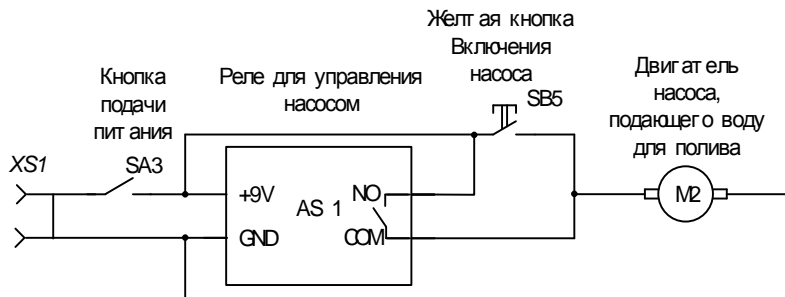 Желтая кнопка
Включения
насоса
SB5
Кнопка
подачи
питания
SA3
Реле для управления
насосом
Двигатель
насоса,
подающего воду
для полива
XS1
+9V
NO
AS 1
GND
COM
M2